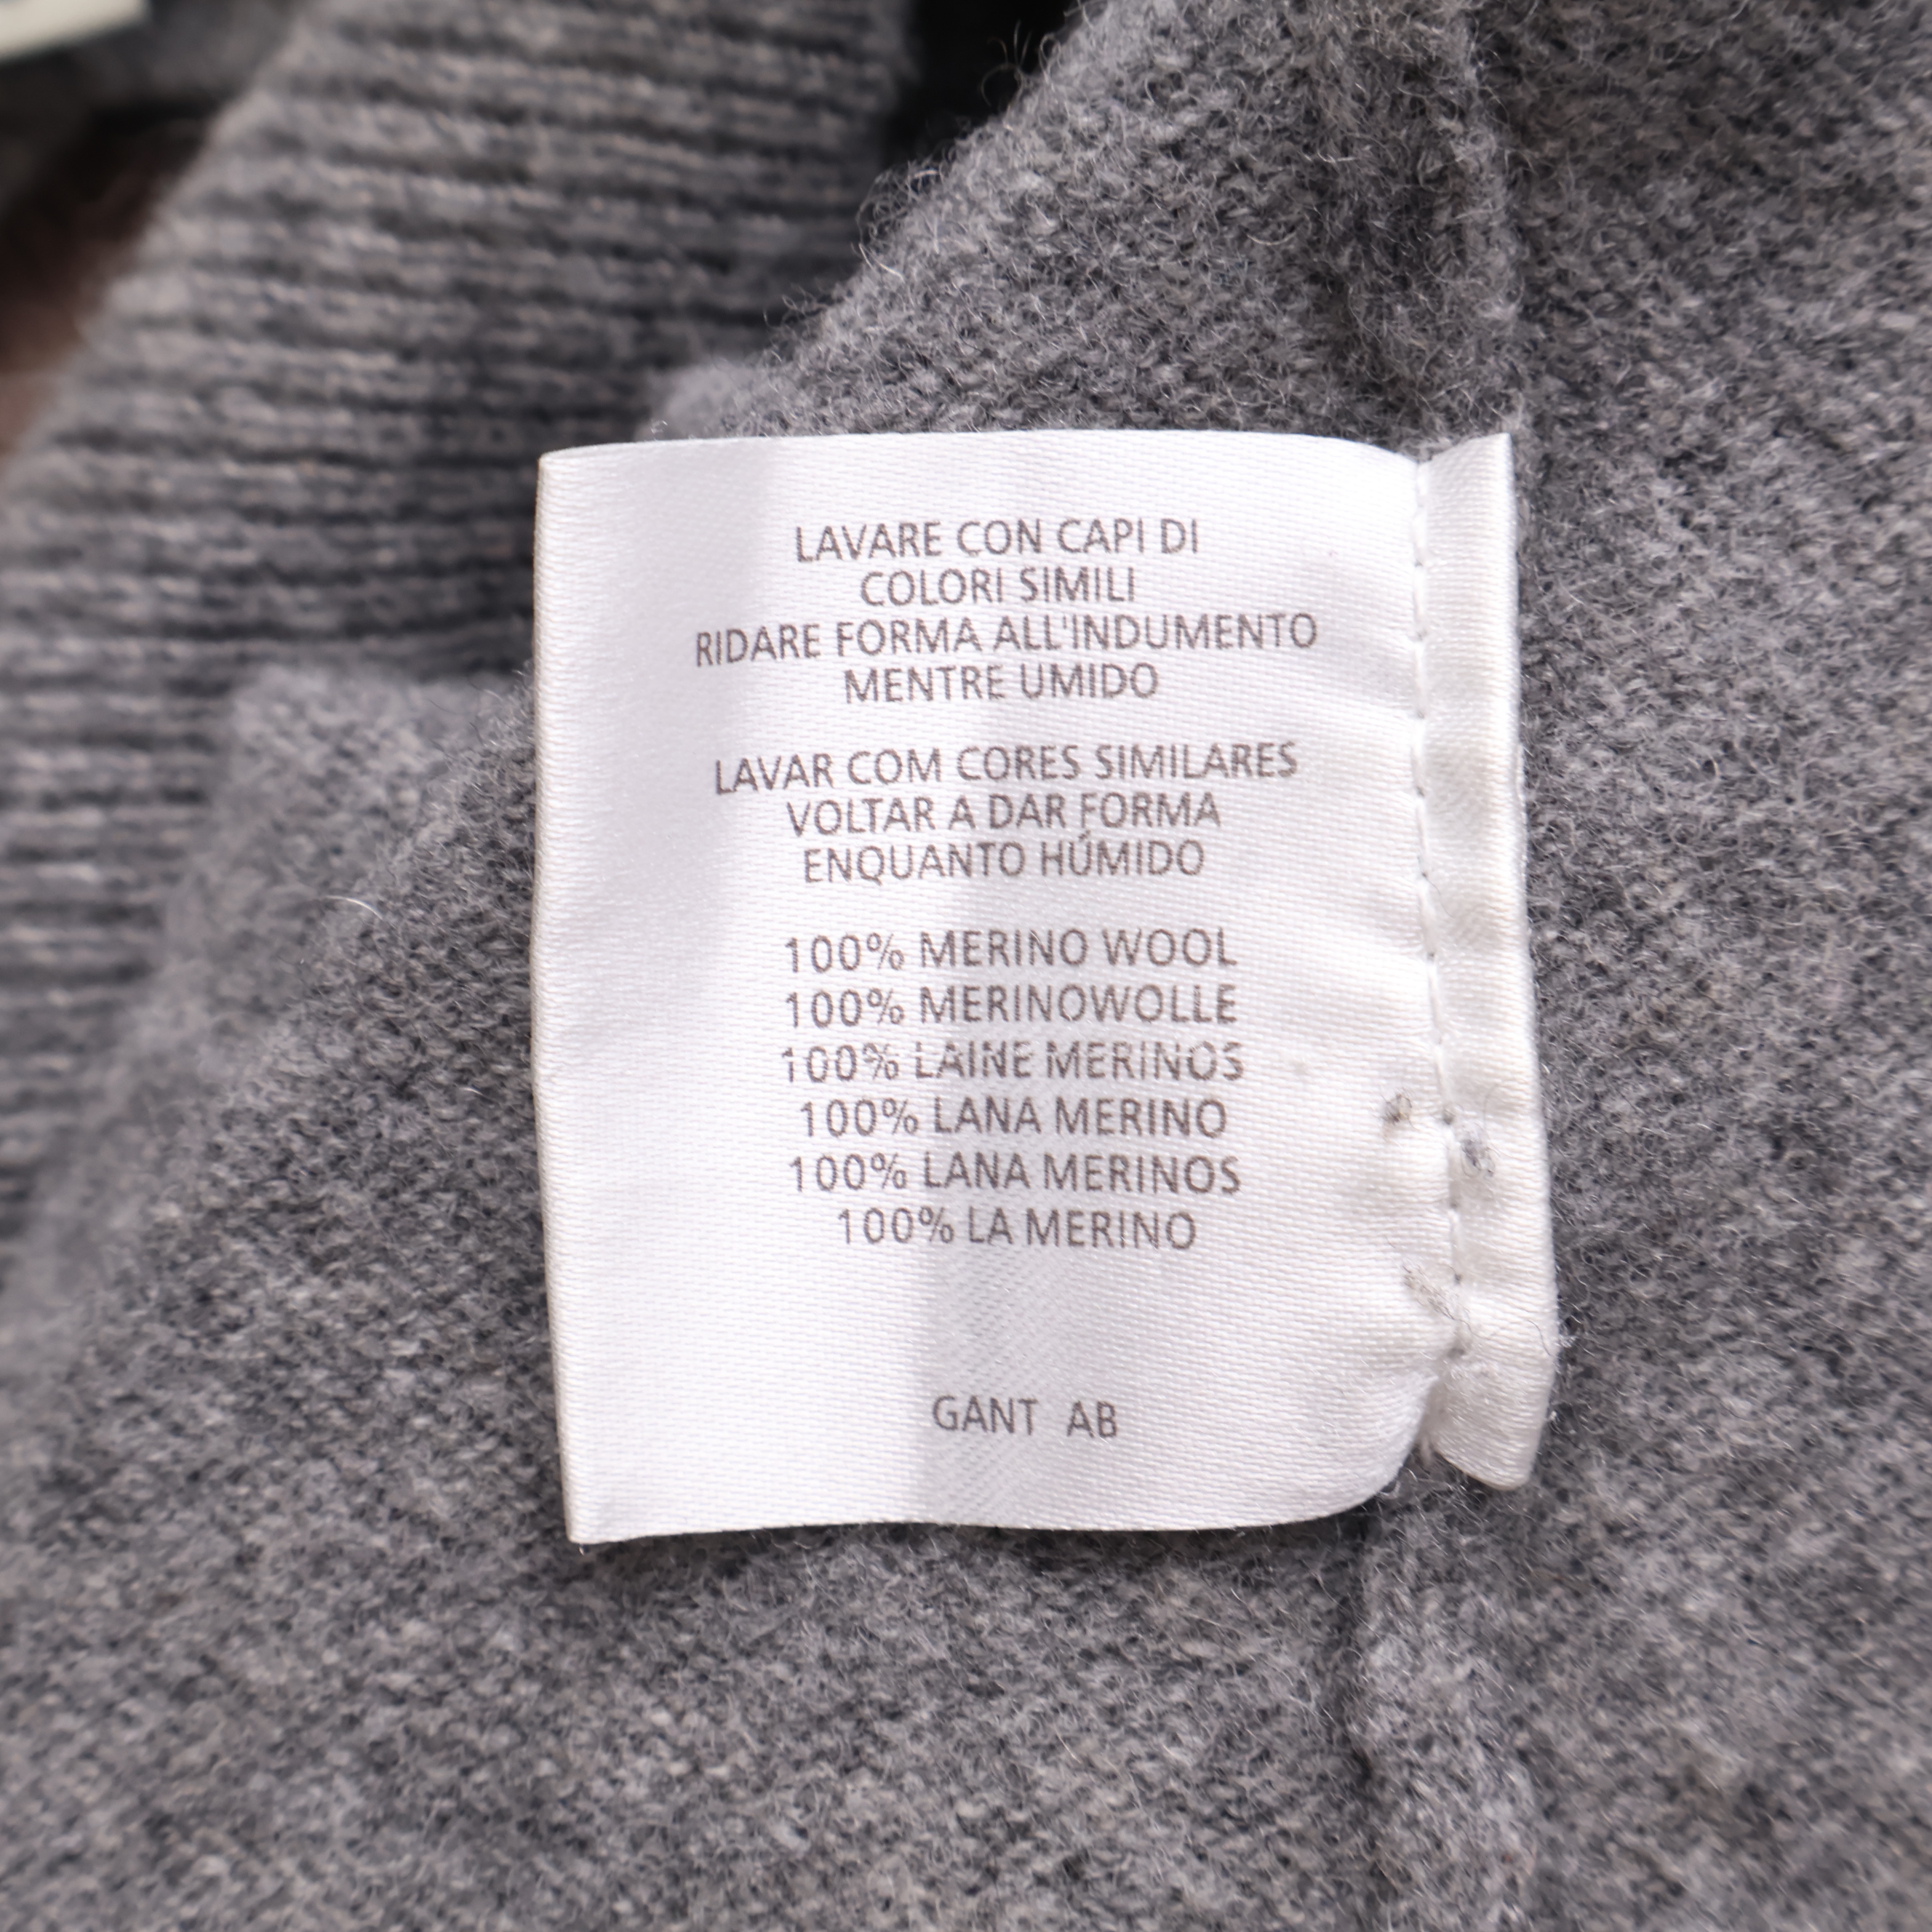 LAVARE CON CAPI DI
COLORI SIMILI
RIDARE FORMA ALL'INDUMENTO
MENTRE UMIDO
LAVAR COM CORES SIMILARES
VOLTAR A DAR FORMA
ENQUANTO HÚMIDO
100% MERINO WOOL
100% MERINOWOLLE
100% LAINE MERINOS
100% LANA MERINO
100% LANA MERINOS
100% LA MERINO
GANT AB